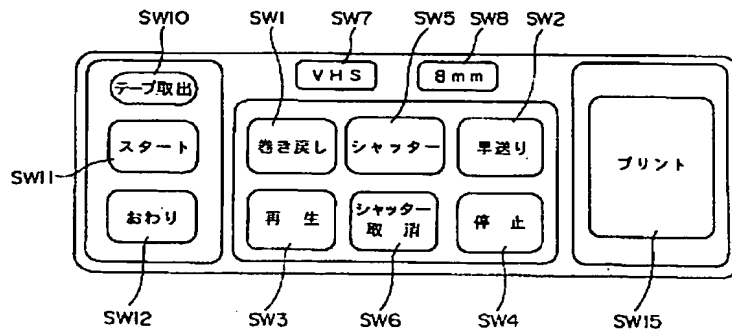 SW10
SW1
SW7
SW5
SW8
SW2
VHS
8mm
テープ取出
スタート
おわり
巻き戻し
シャッター
早送り
再生
シャッター
取消
停止
プリント
SW11
SW12
SW3
SW6
SW4
SW15